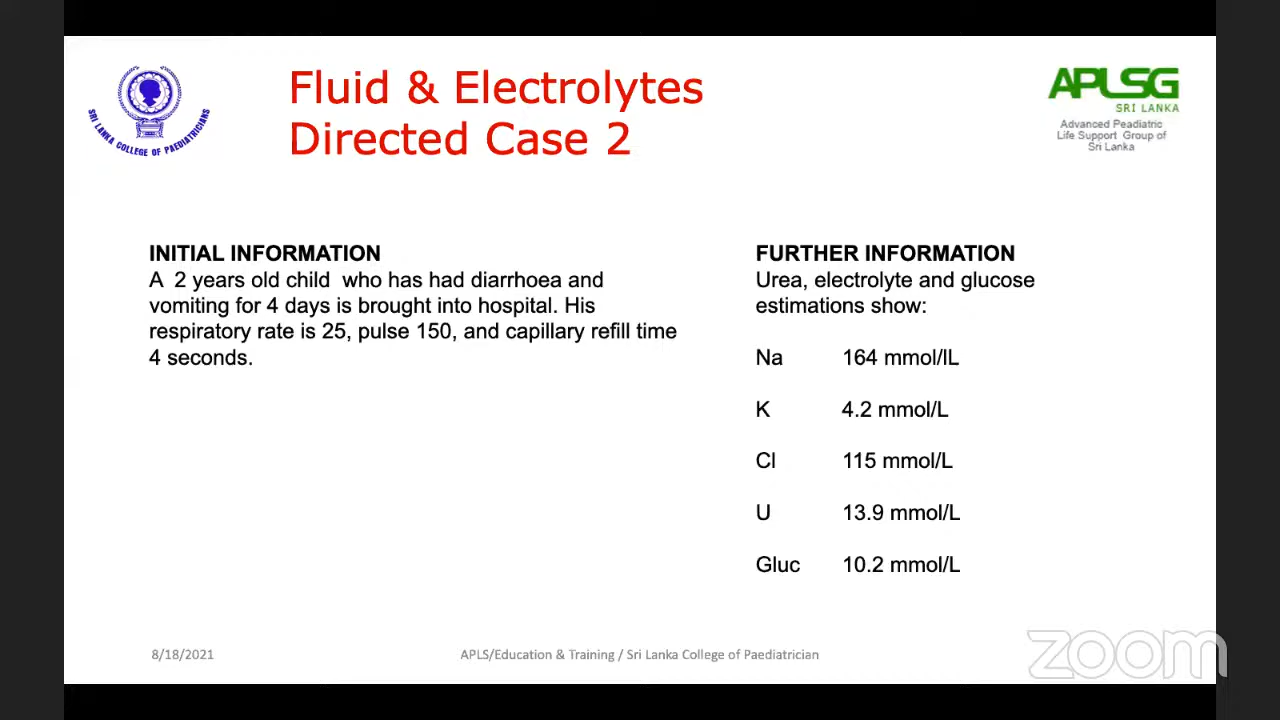 SRI LANKA COLLEGE OF PAEDIATRICIANS
Fluid & Electrolytes
Directed Case 2
APLSG
SRI LANKA
Advanced Peadiatric
Life Support Group of
Sri Lanka
INITIAL INFORMATION
A 2 years old child who has had diarrhoea and
vomiting for 4 days is brought into hospital. His
respiratory rate is 25, pulse 150, and capillary refill time
4 seconds.
FURTHER INFORMATION
Urea, electrolyte and glucose
estimations show:
Na 164 mmol/lL
K 4.2 mmol/L
Cl 115 mmol/L
U 13.9 mmol/L
Gluc 10.2 mmol/L
8/18/2021
APLS/Education & Training / Sri Lanka College of Paediatrician
zoom